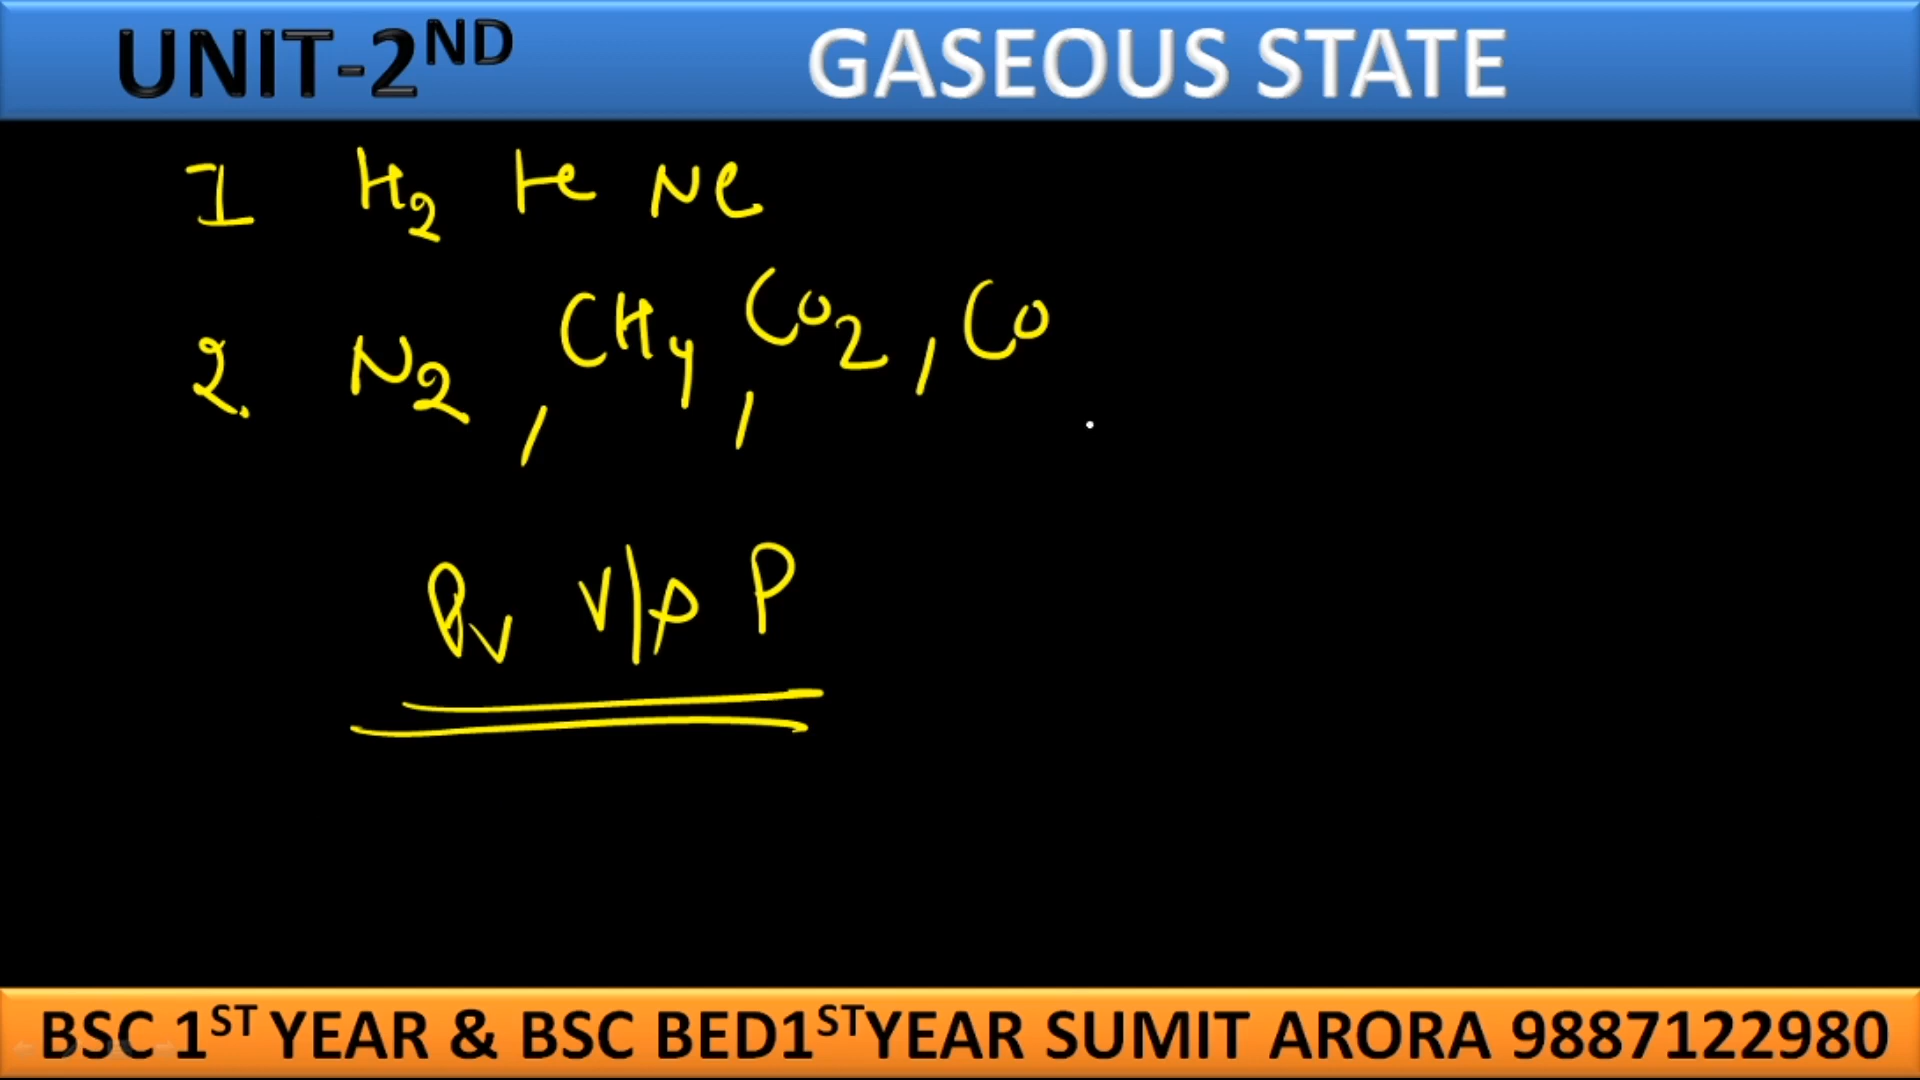 UNIT-2ND GASEOUS STATE
1 H2 He Ne
2. N2, CH4, CO2, CO
PV V/s P
BSC 1ST YEAR & BSC BED1STYEAR SUMIT ARORA 9887122980